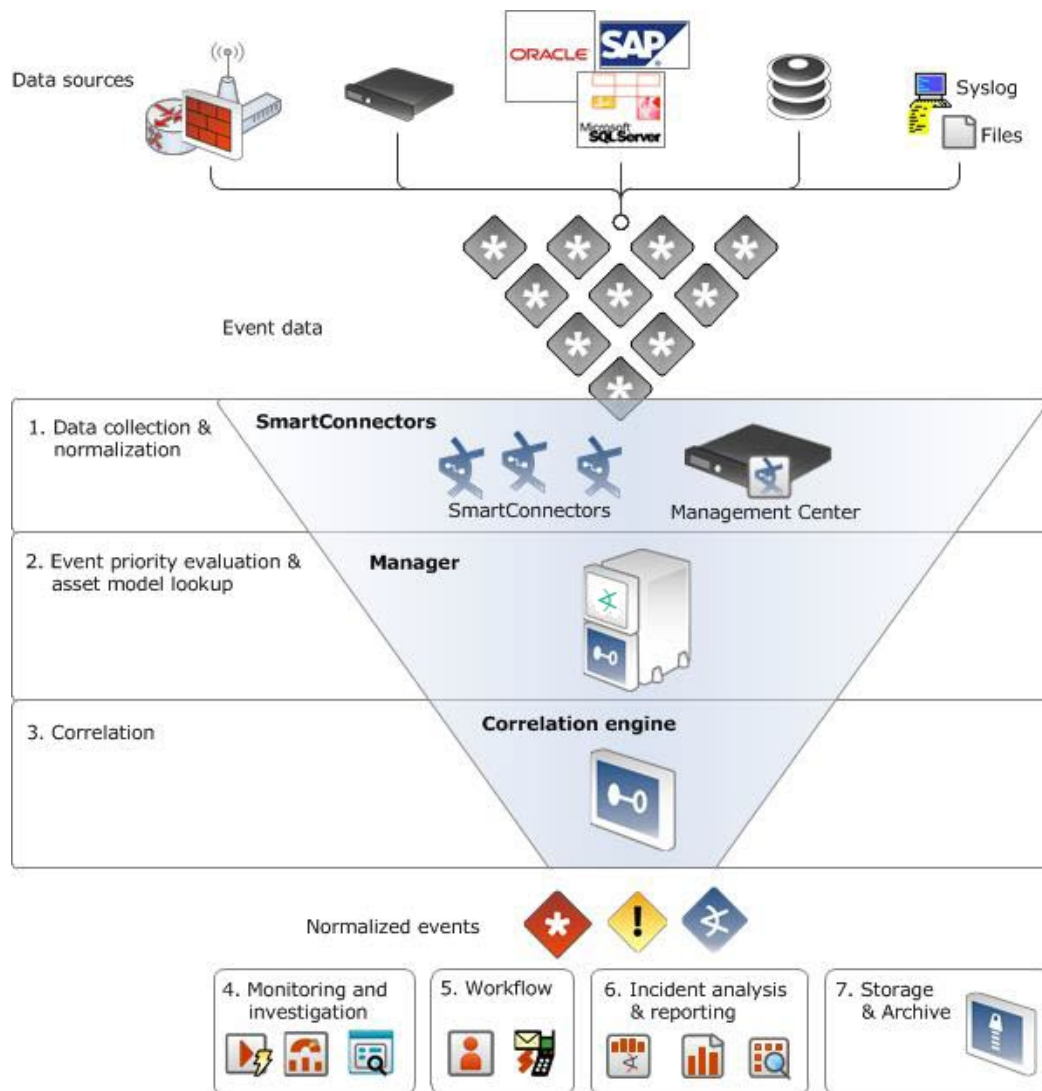 ORACLE
SAP
Data sources
Microsoft
SQLServer
Syslog
Files
Event data
1. Data collection &
normalization
SmartConnectors
SmartConnectors
Management Center
2. Event priority evaluation &
asset model lookup
Manager
3. Correlation
Correlation engine
Normalized events
4. Monitoring and
investigation
5. Workflow
6. Incident analysis
& reporting
7. Storage
& Archive